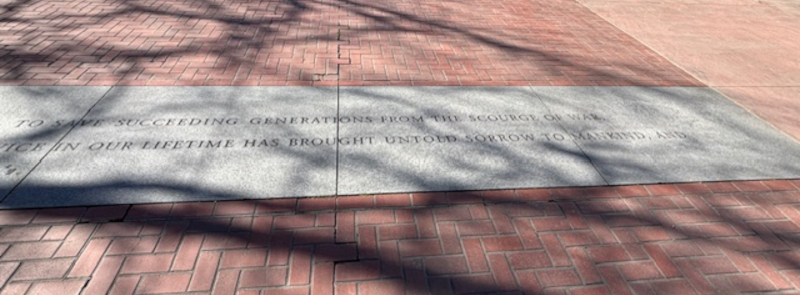 TO SAVE SUCCEEDING GENERATIONS FROM THE SCOURGE OF WAR,
IN OUR LIFETIME HAS BROUGHT UNTOLD SORROW TO MANKIND, AND